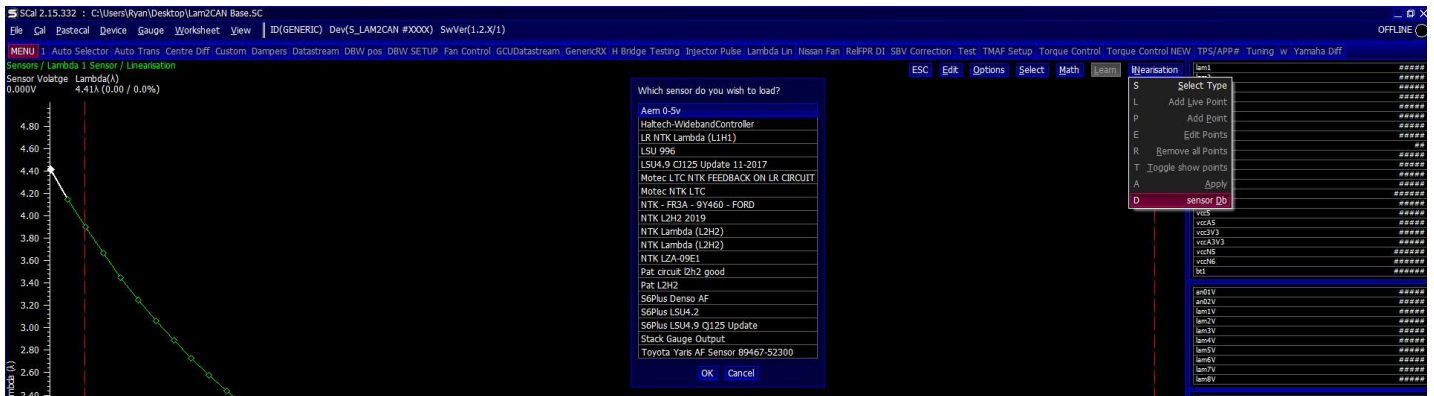 SCal 2.15.332 : C:\Users\Ryan\Desktop\Lam2CAN Base.SC
File Cal Pastecal Device Gauge Worksheet View ID(GENERIC) Dev(S_LAM2CAN #XXXX) SwVer(1.2.X/1) OFFLINE
MENU 1 Auto Selector Auto Trans Centre Diff Custom Dampers Datastream DBW pos DBW SETUP Fan Control GCUDatastream GenericRX H Bridge Testing Injector Pulse Lambda Lin Nissan Fan RelFPR DI SBV Correction Test TMAF Setup Torque Control Torque Control NEW TPS/APP# Tuning w Yamaha Diff
Sensors / Lambda 1 Sensor / Linearisation
ESC Edit Options Select Math Learn liNearisation
Sensor Volatge Lambda(λ)
0.000V 4.41λ (0.00 / 0.0%)
4.80
4.60
4.40
4.20
4.00
3.80
3.60
3.40
3.20
3.00
2.80
2.60
2.40
Which sensor do you wish to load?
Aem 0-5v
Haltech-WidebandController
LR NTK Lambda (L1H1)
LSU 996
LSU4.9 CJ125 Update 11-2017
Motec LTC NTK FEEDBACK ON LR CIRCUIT
Motec NTK LTC
NTK - FR3A - 9Y460 - FORD
NTK L2H2 2019
NTK Lambda (L2H2)
NTK Lambda (L2H2)
NTK LZA-09E1
Pat circuit l2h2 good
Pat L2H2
S6Plus Denso AF
S6Plus LSU4.2
S6Plus LSU4.9 CJ125 Update
Stack Gauge Output
Toyota Yaris AF Sensor 89467-52300
OK Cancel
S Select Type
L Add Live Point
P Add Point
E Edit Points
R Remove all Points
T Toggle show points
A Apply
D sensor Db
lam1 #####
#####
#####
#####
#####
#####
#####
#####
##
#####
#####
#####
#####
######
#####
vcc5 #####
vccA5 #####
vcc3V3 #####
vccA3V3 #####
vccN5 ######
vccN6 ######
bt1 #####
an01V #####
an02V #####
lam1V #####
lam2V #####
lam3V #####
lam4V #####
lam5V #####
lam6V #####
lam7V #####
lam8V #####